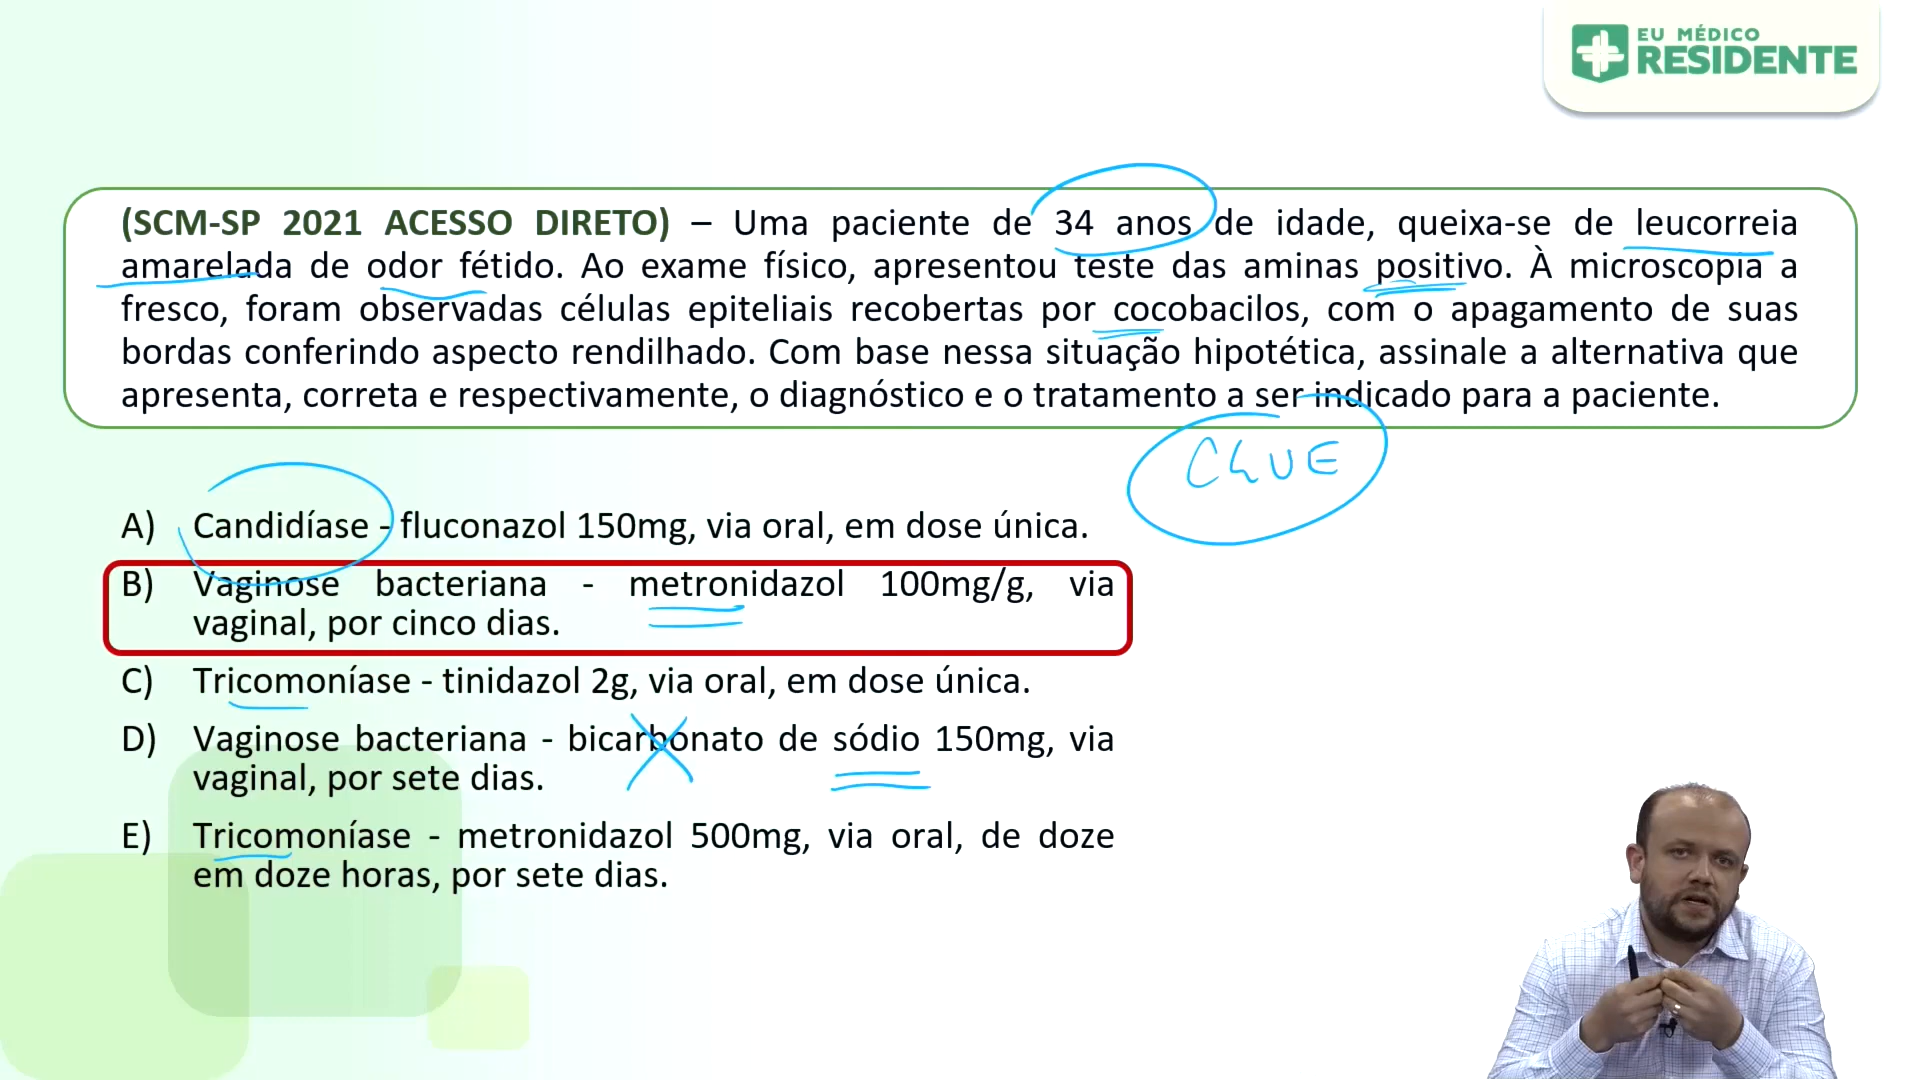 EU MÉDICO
RESIDENTE
(SCM-SP 2021 ACESSO DIRETO) – Uma paciente de 34 anos de idade, queixa-se de leucorreia
amarelada de odor fétido. Ao exame físico, apresentou teste das aminas positivo. À microscopia a
fresco, foram observadas células epiteliais recobertas por cocobacilos, com o apagamento de suas
bordas conferindo aspecto rendilhado. Com base nessa situação hipotética, assinale a alternativa que
apresenta, correta e respectivamente, o diagnóstico e o tratamento a ser indicado para a paciente.
CLUE
A) Candidíase - fluconazol 150mg, via oral, em dose única.
B) Vaginose bacteriana - metronidazol 100mg/g, via
vaginal, por cinco dias.
C) Tricomoníase - tinidazol 2g, via oral, em dose única.
D) Vaginose bacteriana - bicarbonato de sódio 150mg, via
vaginal, por sete dias.
E) Tricomoníase - metronidazol 500mg, via oral, de doze
em doze horas, por sete dias.